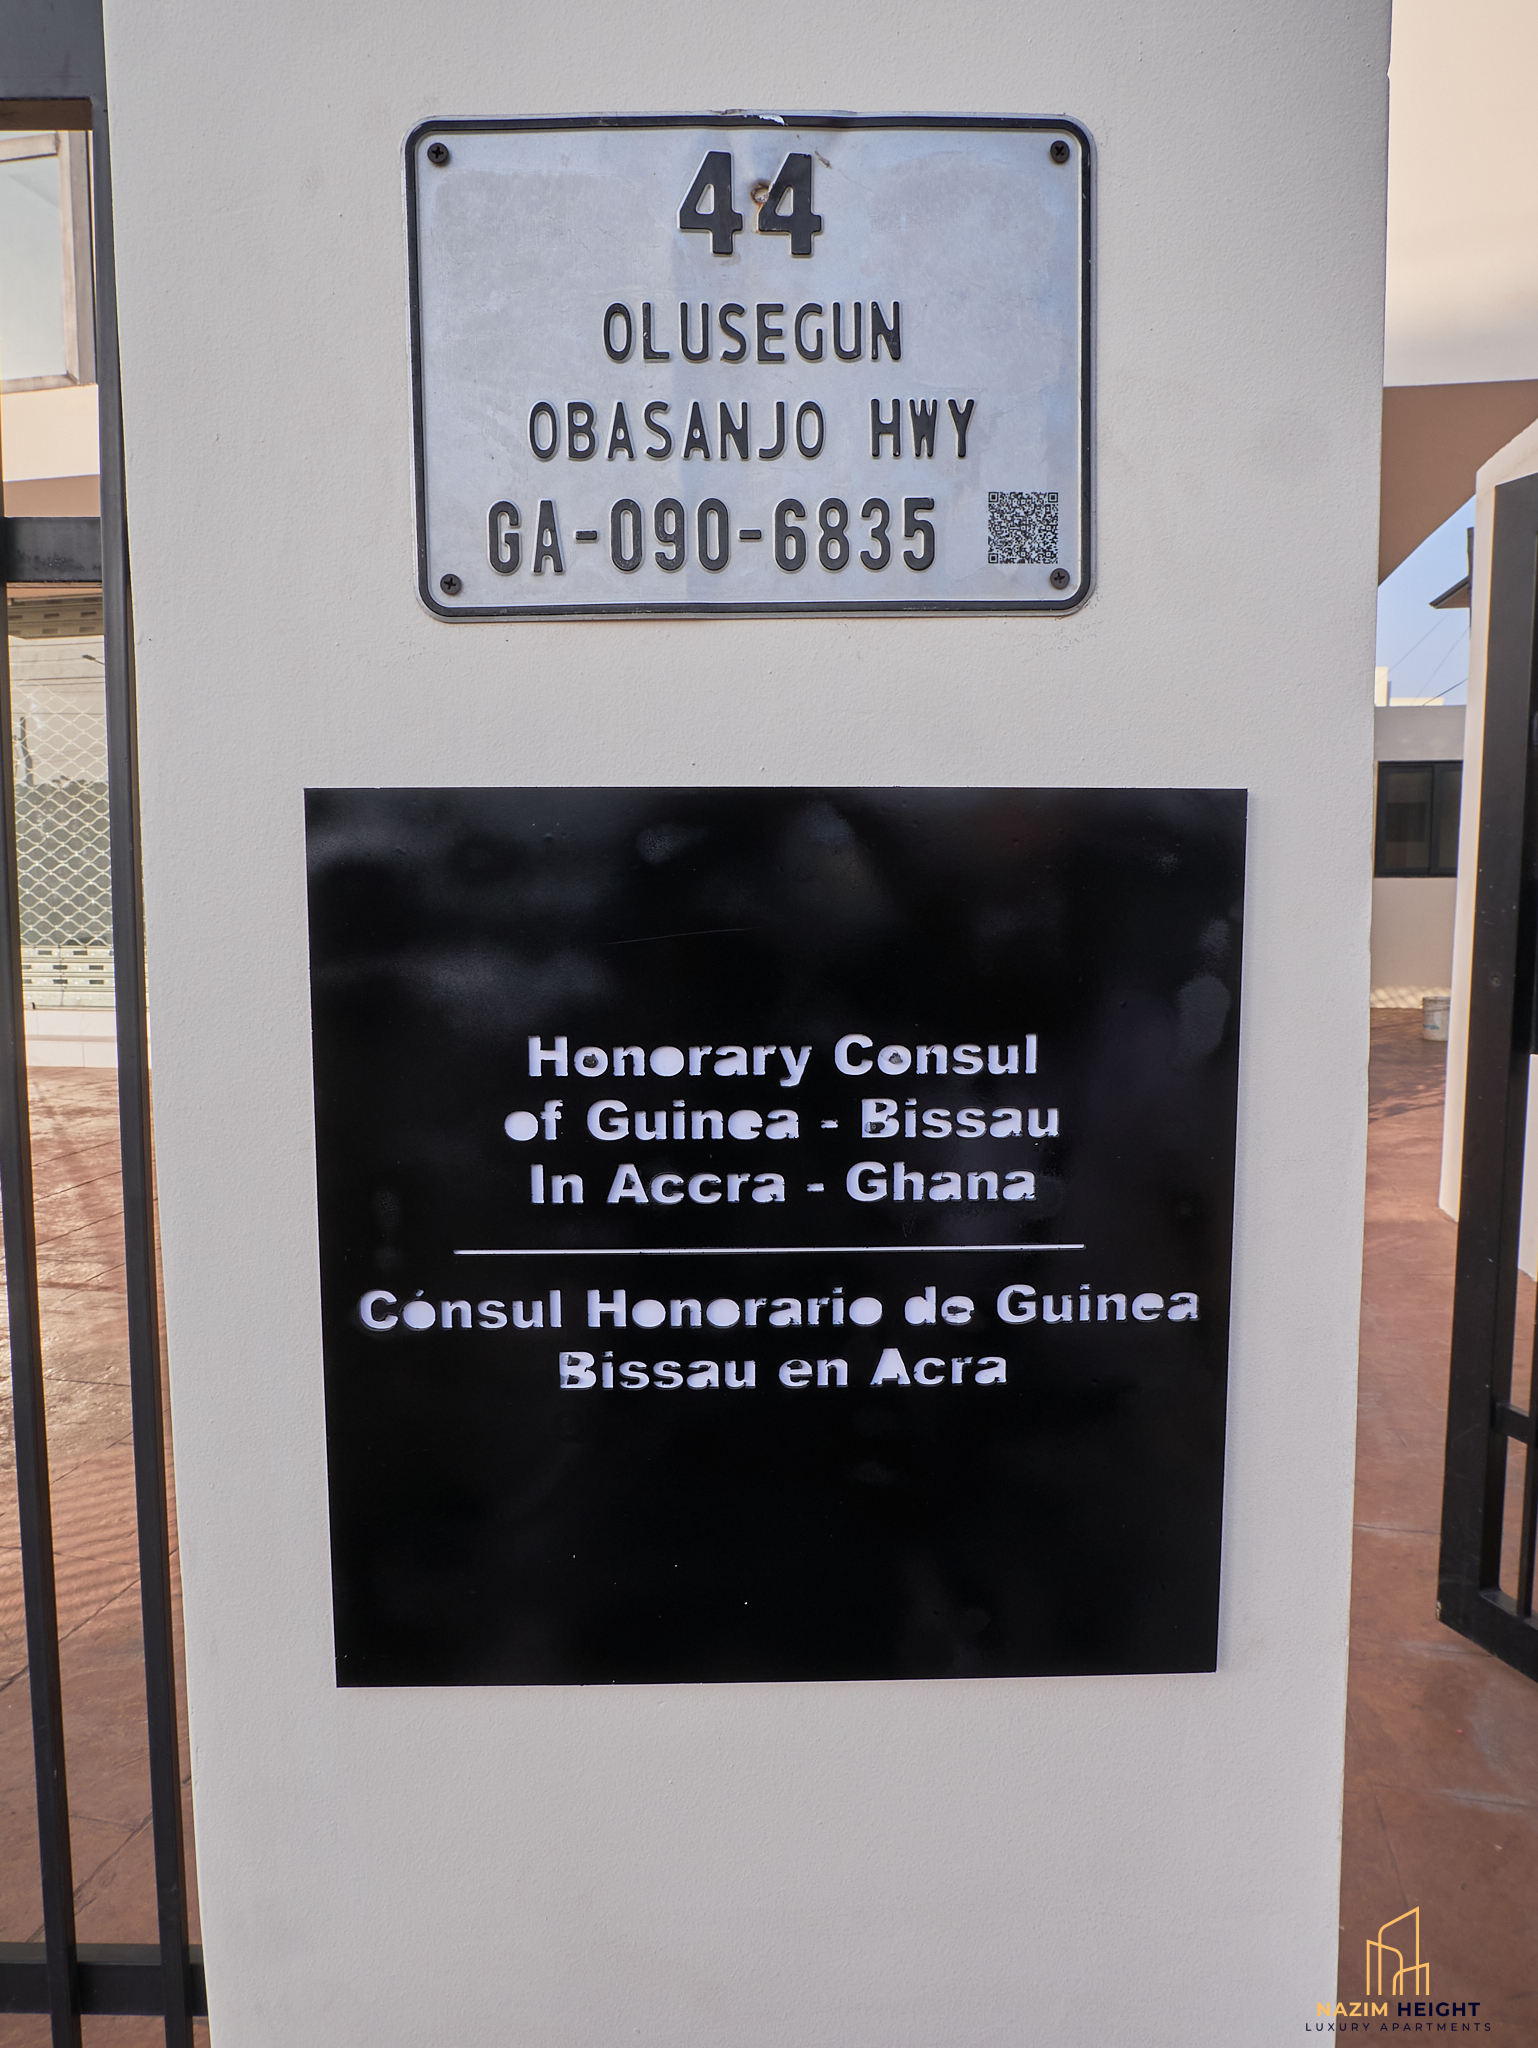 44
OLUSEGUN
OBASANJO HWY
GA-090-6835
Honorary Consul
of Guinea - Bissau
In Accra - Ghana
Cónsul Honorario de Guinea
Bissau en Acra
NAZIM HEIGHT
LUXURY APARTMENTS